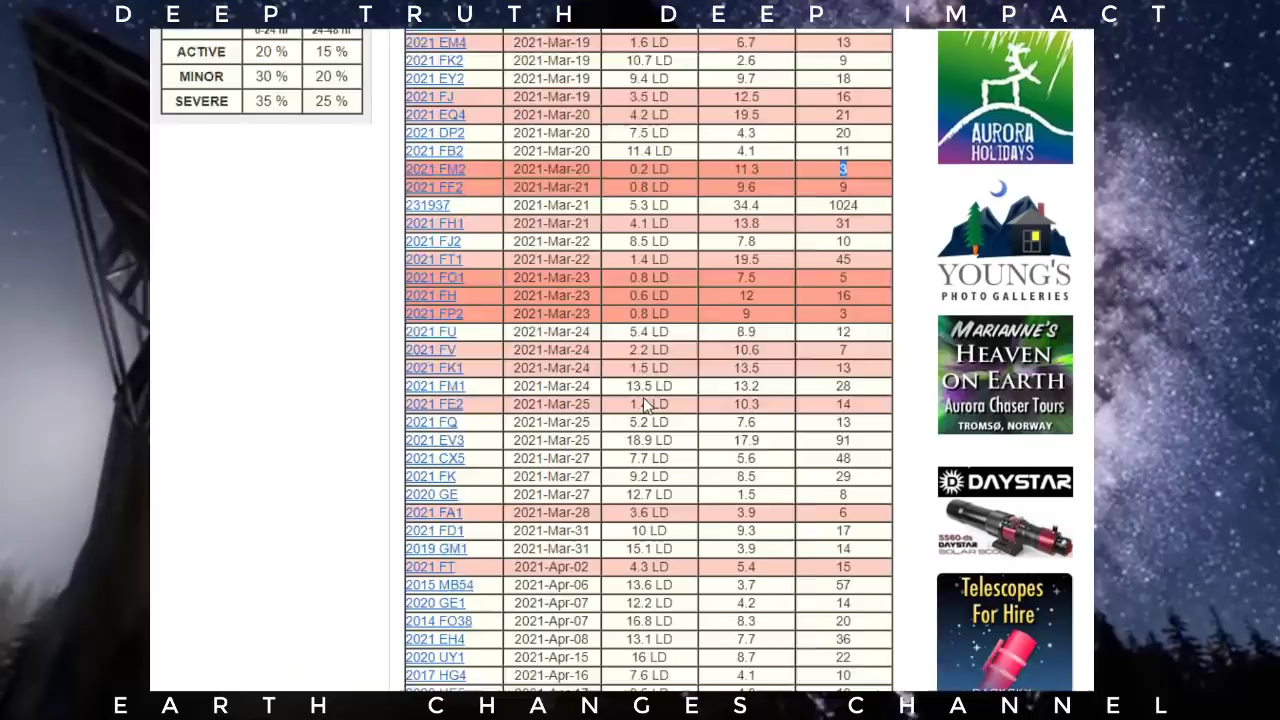 DEEP TRUTH DEEP IMPACT
0-24 hr 24-48 hr
ACTIVE 20 % 15 %
MINOR 30 % 20 %
SEVERE 35 % 25 %
2021 EM4 2021-Mar-19 1.6 LD 6.7 13
2021 FK2 2021-Mar-19 10.7 LD 2.6 9
2021 EY2 2021-Mar-19 9.4 LD 9.7 18
2021 FJ 2021-Mar-19 3.5 LD 12.5 16
2021 EQ4 2021-Mar-20 4.2 LD 19.5 21
2021 DP2 2021-Mar-20 7.5 LD 4.3 20
2021 FB2 2021-Mar-20 11.4 LD 4.1 11
2021 FM2 2021-Mar-20 0.2 LD 11.3 3
2021 FF2 2021-Mar-21 0.8 LD 9.6 9
231937 2021-Mar-21 5.3 LD 34.4 1024
2021 FH1 2021-Mar-21 4.1 LD 13.8 31
2021 FJ2 2021-Mar-22 8.5 LD 7.8 10
2021 FT1 2021-Mar-22 1.4 LD 19.5 45
2021 FO1 2021-Mar-23 0.8 LD 7.5 5
2021 FH 2021-Mar-23 0.6 LD 12 16
2021 FP2 2021-Mar-23 0.8 LD 9 3
2021 FU 2021-Mar-24 5.4 LD 8.9 12
2021 FV 2021-Mar-24 2.2 LD 10.6 7
2021 FK1 2021-Mar-24 1.5 LD 13.5 13
2021 FM1 2021-Mar-24 13.5 LD 13.2 28
2021 FE2 2021-Mar-25 LD 10.3 14
2021 FQ 2021-Mar-25 5.2 LD 7.6 13
2021 EV3 2021-Mar-25 18.9 LD 17.9 91
2021 CX5 2021-Mar-27 7.7 LD 5.6 48
2021 FK 2021-Mar-27 9.2 LD 8.5 29
2020 GE 2021-Mar-27 12.7 LD 1.5 8
2021 FA1 2021-Mar-28 3.6 LD 3.9 6
2021 FD1 2021-Mar-31 10 LD 9.3 17
2019 GM1 2021-Mar-31 15.1 LD 3.9 14
2021 FT 2021-Apr-02 4.3 LD 5.4 15
2015 MB54 2021-Apr-06 13.6 LD 3.7 57
2020 GE1 2021-Apr-07 12.2 LD 4.2 14
2014 FO38 2021-Apr-07 16.8 LD 8.3 20
2021 EH4 2021-Apr-08 13.1 LD 7.7 36
2020 UY1 2021-Apr-15 16 LD 8.7 22
2017 HG4 2021-Apr-16 7.6 LD 4.1 10
AURORA
HOLIDAYS
YOUNG'S
PHOTO GALLERIES
MARIANNE'S
HEAVEN
ON EARTH
Aurora Chaser Tours
TROMSØ, NORWAY
DAYSTAR
SS60-ds
DAYSTAR
SOLAR SCOPE
Telescopes
For Hire
EARTH CHANGES CHANNEL